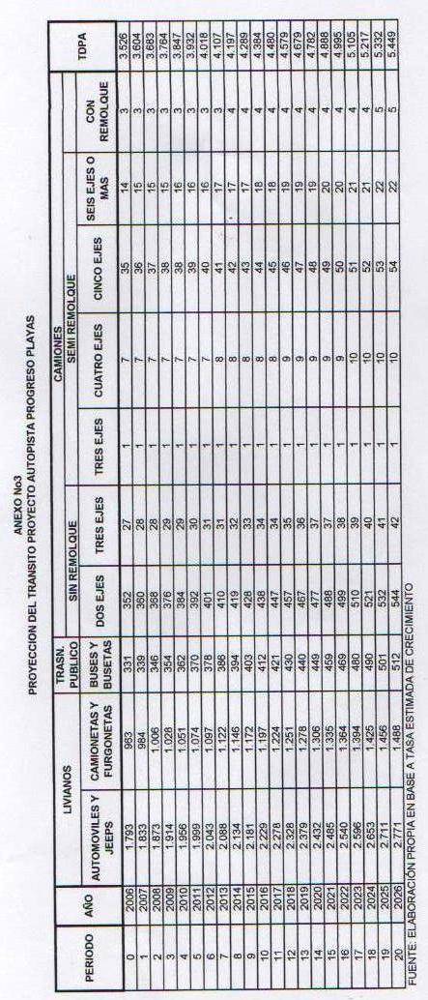 ANEXO No3
PROYECCION DEL TRANSITO PROYECTO AUTOPISTA PROGRESO PLAYAS
PERIODO AÑO LIVIANOS TRASN. PUBLICO CAMIONES TDPA
SIN REMOLQUE SEMI REMOLQUE
AUTOMOVILES Y JEEPS CAMIONETAS Y FURGONETAS BUSES Y BUSETAS DOS EJES TRES EJES TRES EJES CUATRO EJES CINCO EJES SEIS EJES O MAS CON REMOLQUE
0 2006 1.793 963 331 352 27 1 7 35 14 3 3.526
1 2007 1.833 984 339 360 28 1 7 36 15 3 3.604
2 2008 1.873 1.006 346 368 28 1 7 37 15 3 3.683
3 2009 1.914 1.028 354 376 29 1 7 38 15 3 3.764
4 2010 1.956 1.051 362 384 29 1 7 38 16 3 3.847
5 2011 1.999 1.074 370 392 30 1 7 39 16 3 3.932
6 2012 2.043 1.097 378 401 31 1 7 40 16 3 4.018
7 2013 2.088 1.122 386 410 31 1 8 41 17 3 4.107
8 2014 2.134 1.146 394 419 32 1 8 42 17 4 4.197
9 2015 2.181 1.172 403 428 33 1 8 43 17 4 4.289
10 2016 2.229 1.197 412 438 34 1 8 44 18 4 4.384
11 2017 2.278 1.224 421 447 34 1 8 45 18 4 4.480
12 2018 2.328 1.251 430 457 35 1 9 46 19 4 4.579
13 2019 2.379 1.278 440 467 36 1 9 47 19 4 4.679
14 2020 2.432 1.306 449 477 37 1 9 48 19 4 4.782
15 2021 2.485 1.335 459 488 37 1 9 49 20 4 4.888
16 2022 2.540 1.364 469 499 38 1 9 50 20 4 4.995
17 2023 2.596 1.394 480 510 39 1 10 51 21 4 5.105
18 2024 2.653 1.425 490 521 40 1 10 52 21 4 5.217
19 2025 2.711 1.456 501 532 41 1 10 53 22 5 5.332
20 2026 2.771 1.488 512 544 42 1 10 54 22 5 5.449
FUENTE: ELABORACIÓN PROPIA EN BASE A TASA ESTIMADA DE CRECIMIENTO